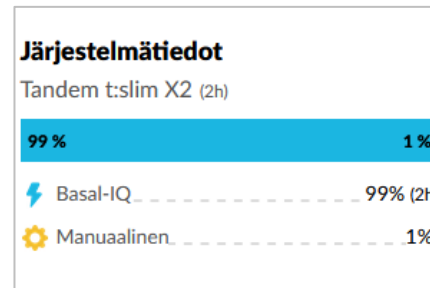 Järjestelmätiedot
Tandem t:slim X2 (2h)
99 % 1 %
Basal-IQ 99% (2h
Manuaalinen 1%